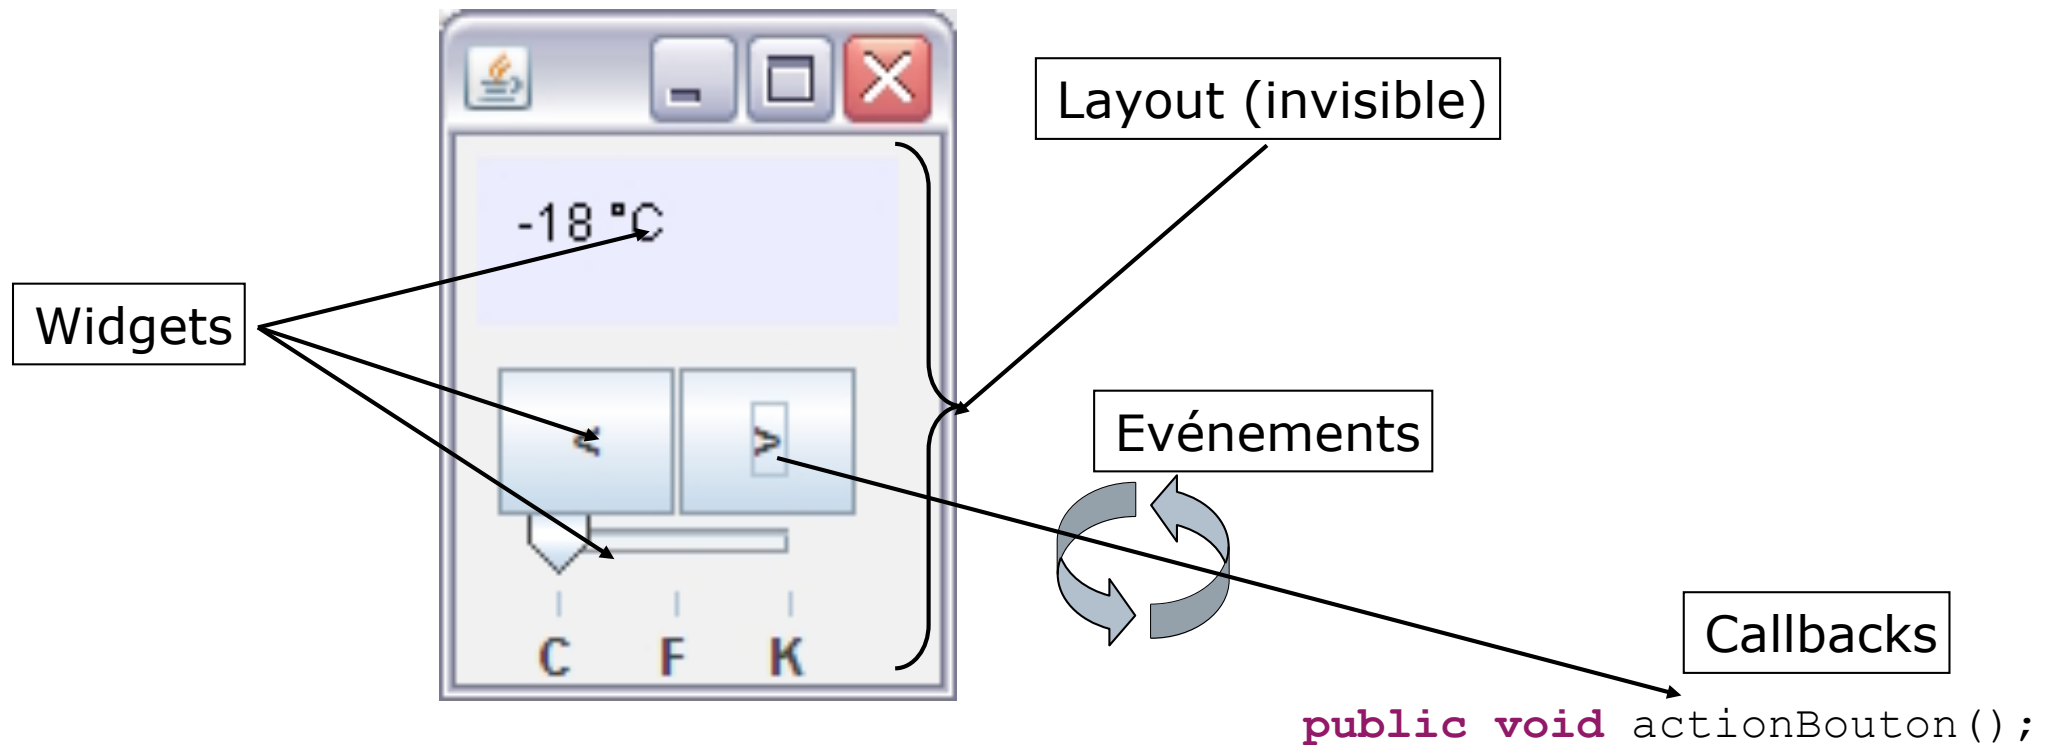 Layout (invisible)
-18 °C
Widgets
< >
Evénements
C F K
Callbacks
public void actionBouton();